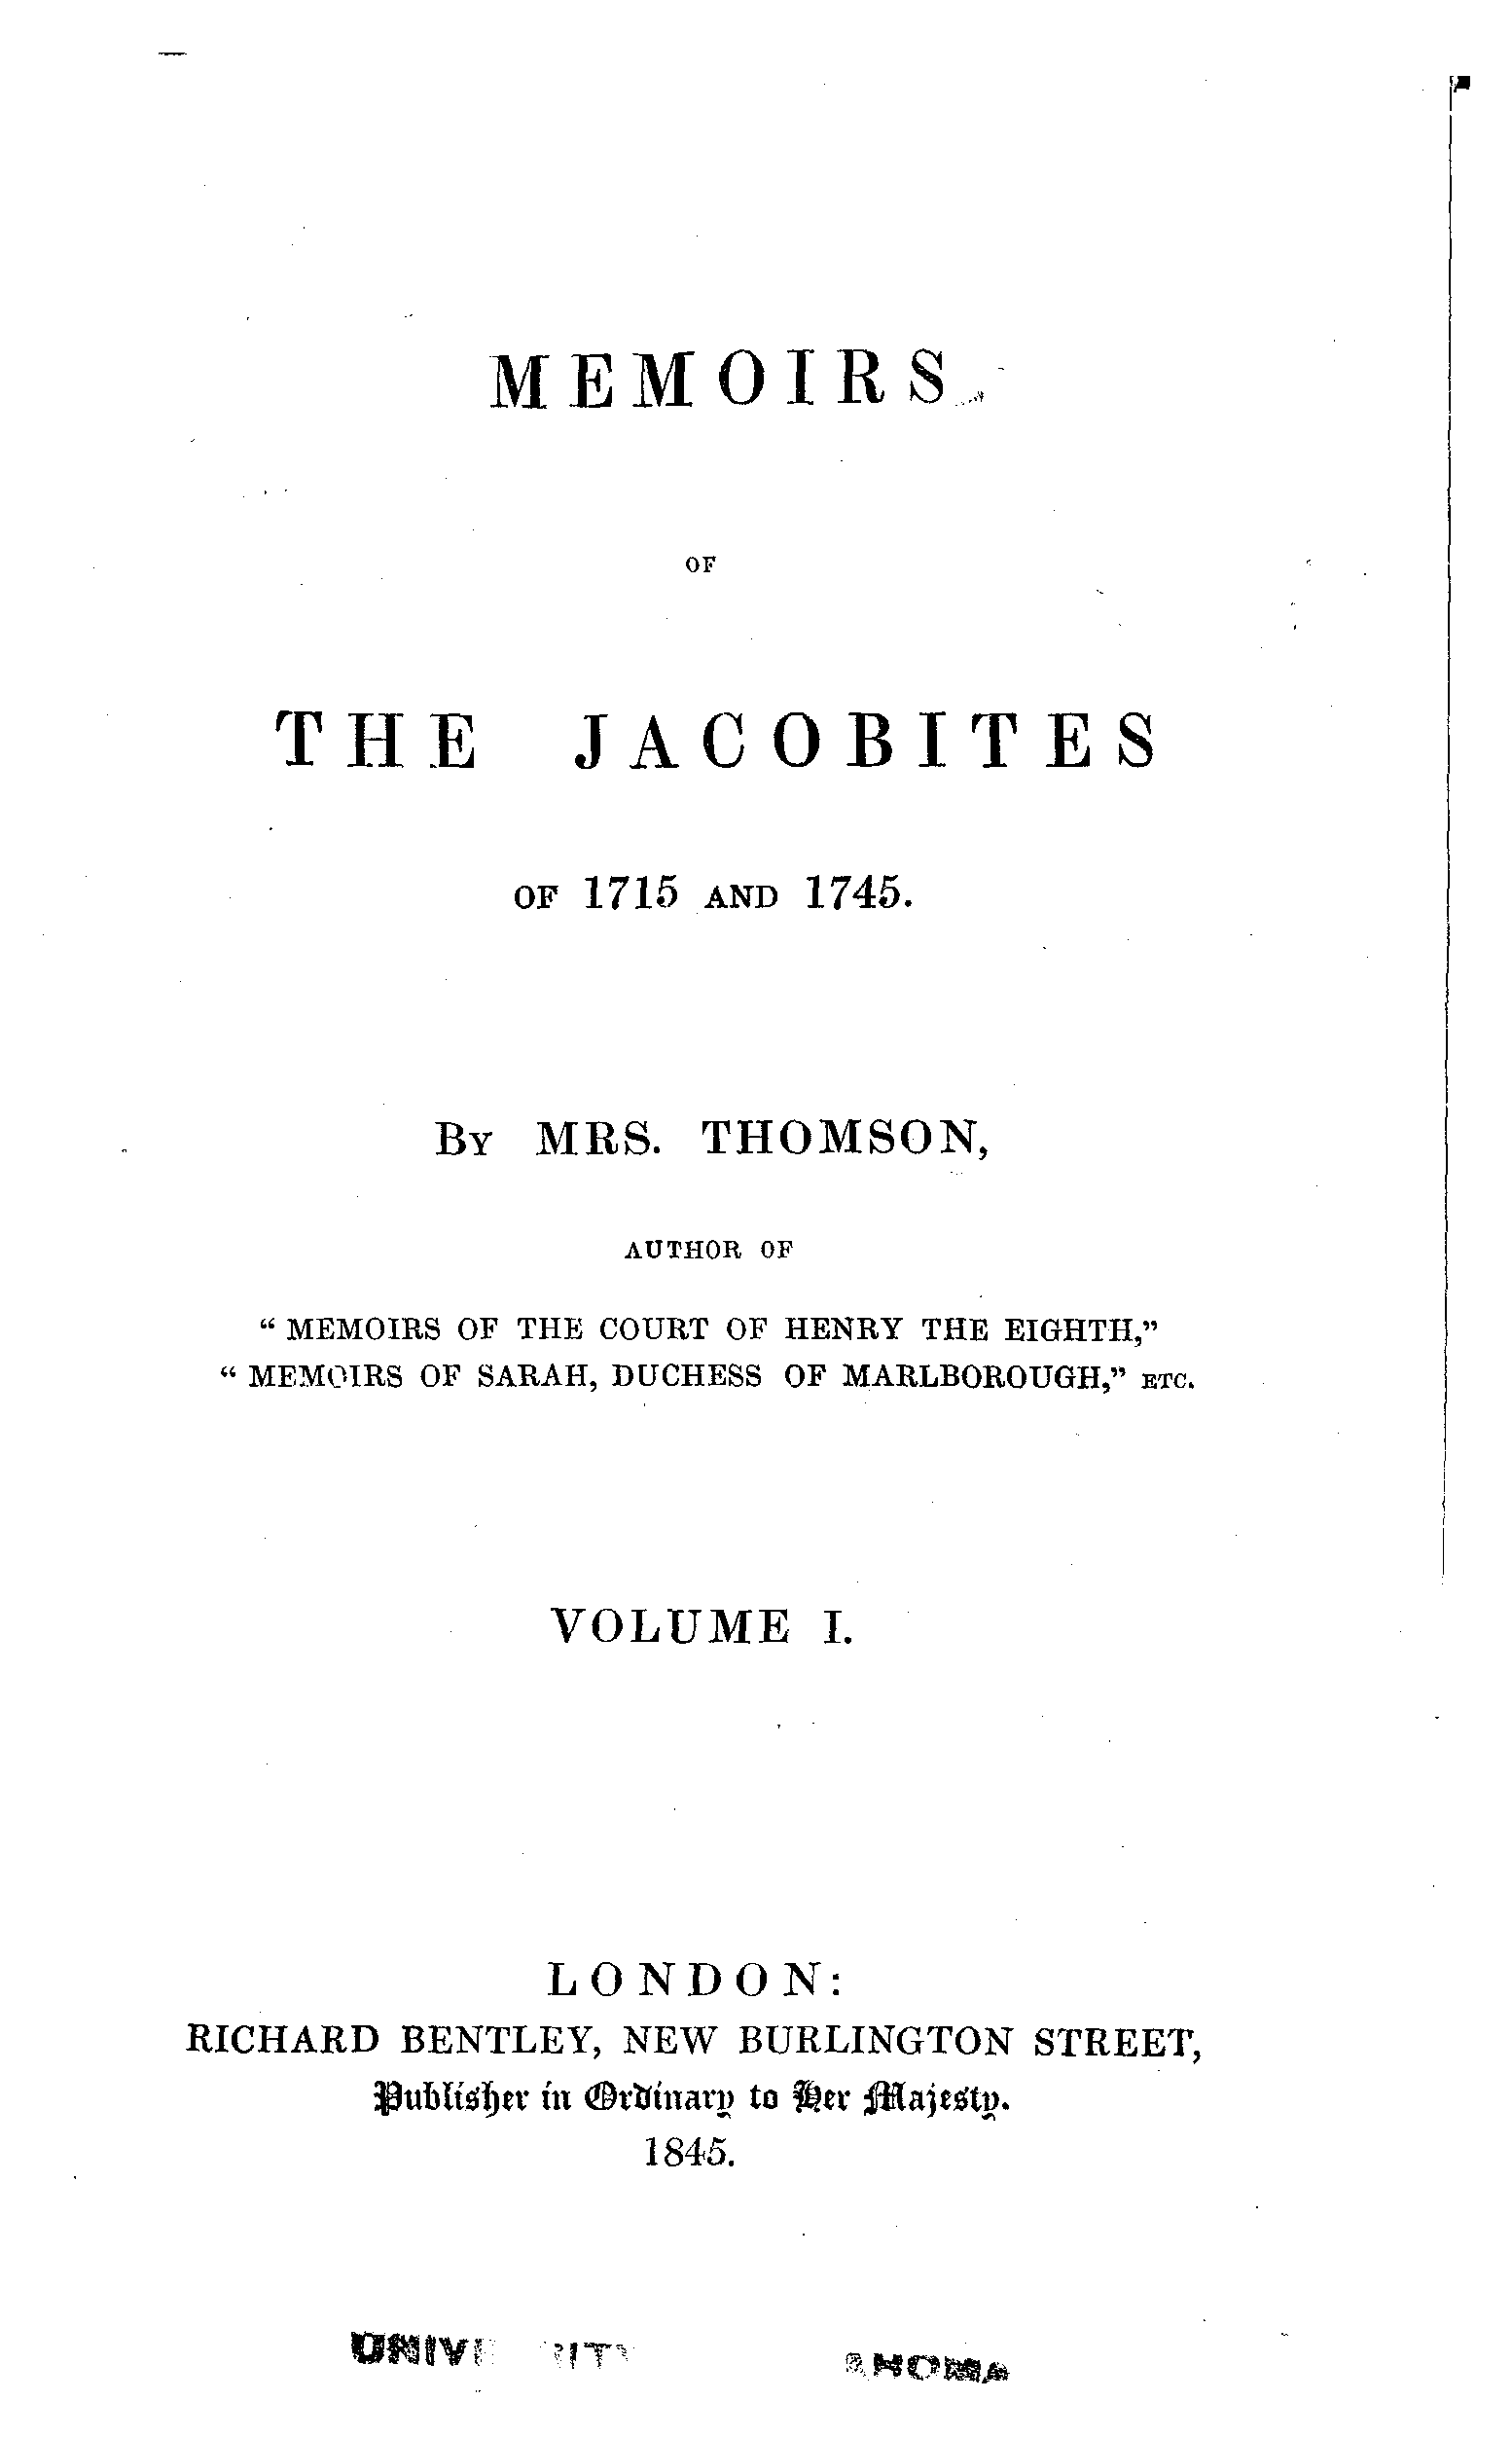 MEMOIRS
OF
THE JACOBITES
OF 1715 AND 1745.
BY MRS. THOMSON,
AUTHOR OF
“ MEMOIRS OF THE COURT OF HENRY THE EIGHTH,”
“ MEMOIRS OF SARAH, DUCHESS OF MARLBOROUGH,” ETC.
VOLUME I.
LONDON:
RICHARD BENTLEY, NEW BURLINGTON STREET,
Publisher in Ordinary to Her Majesty.
1845.